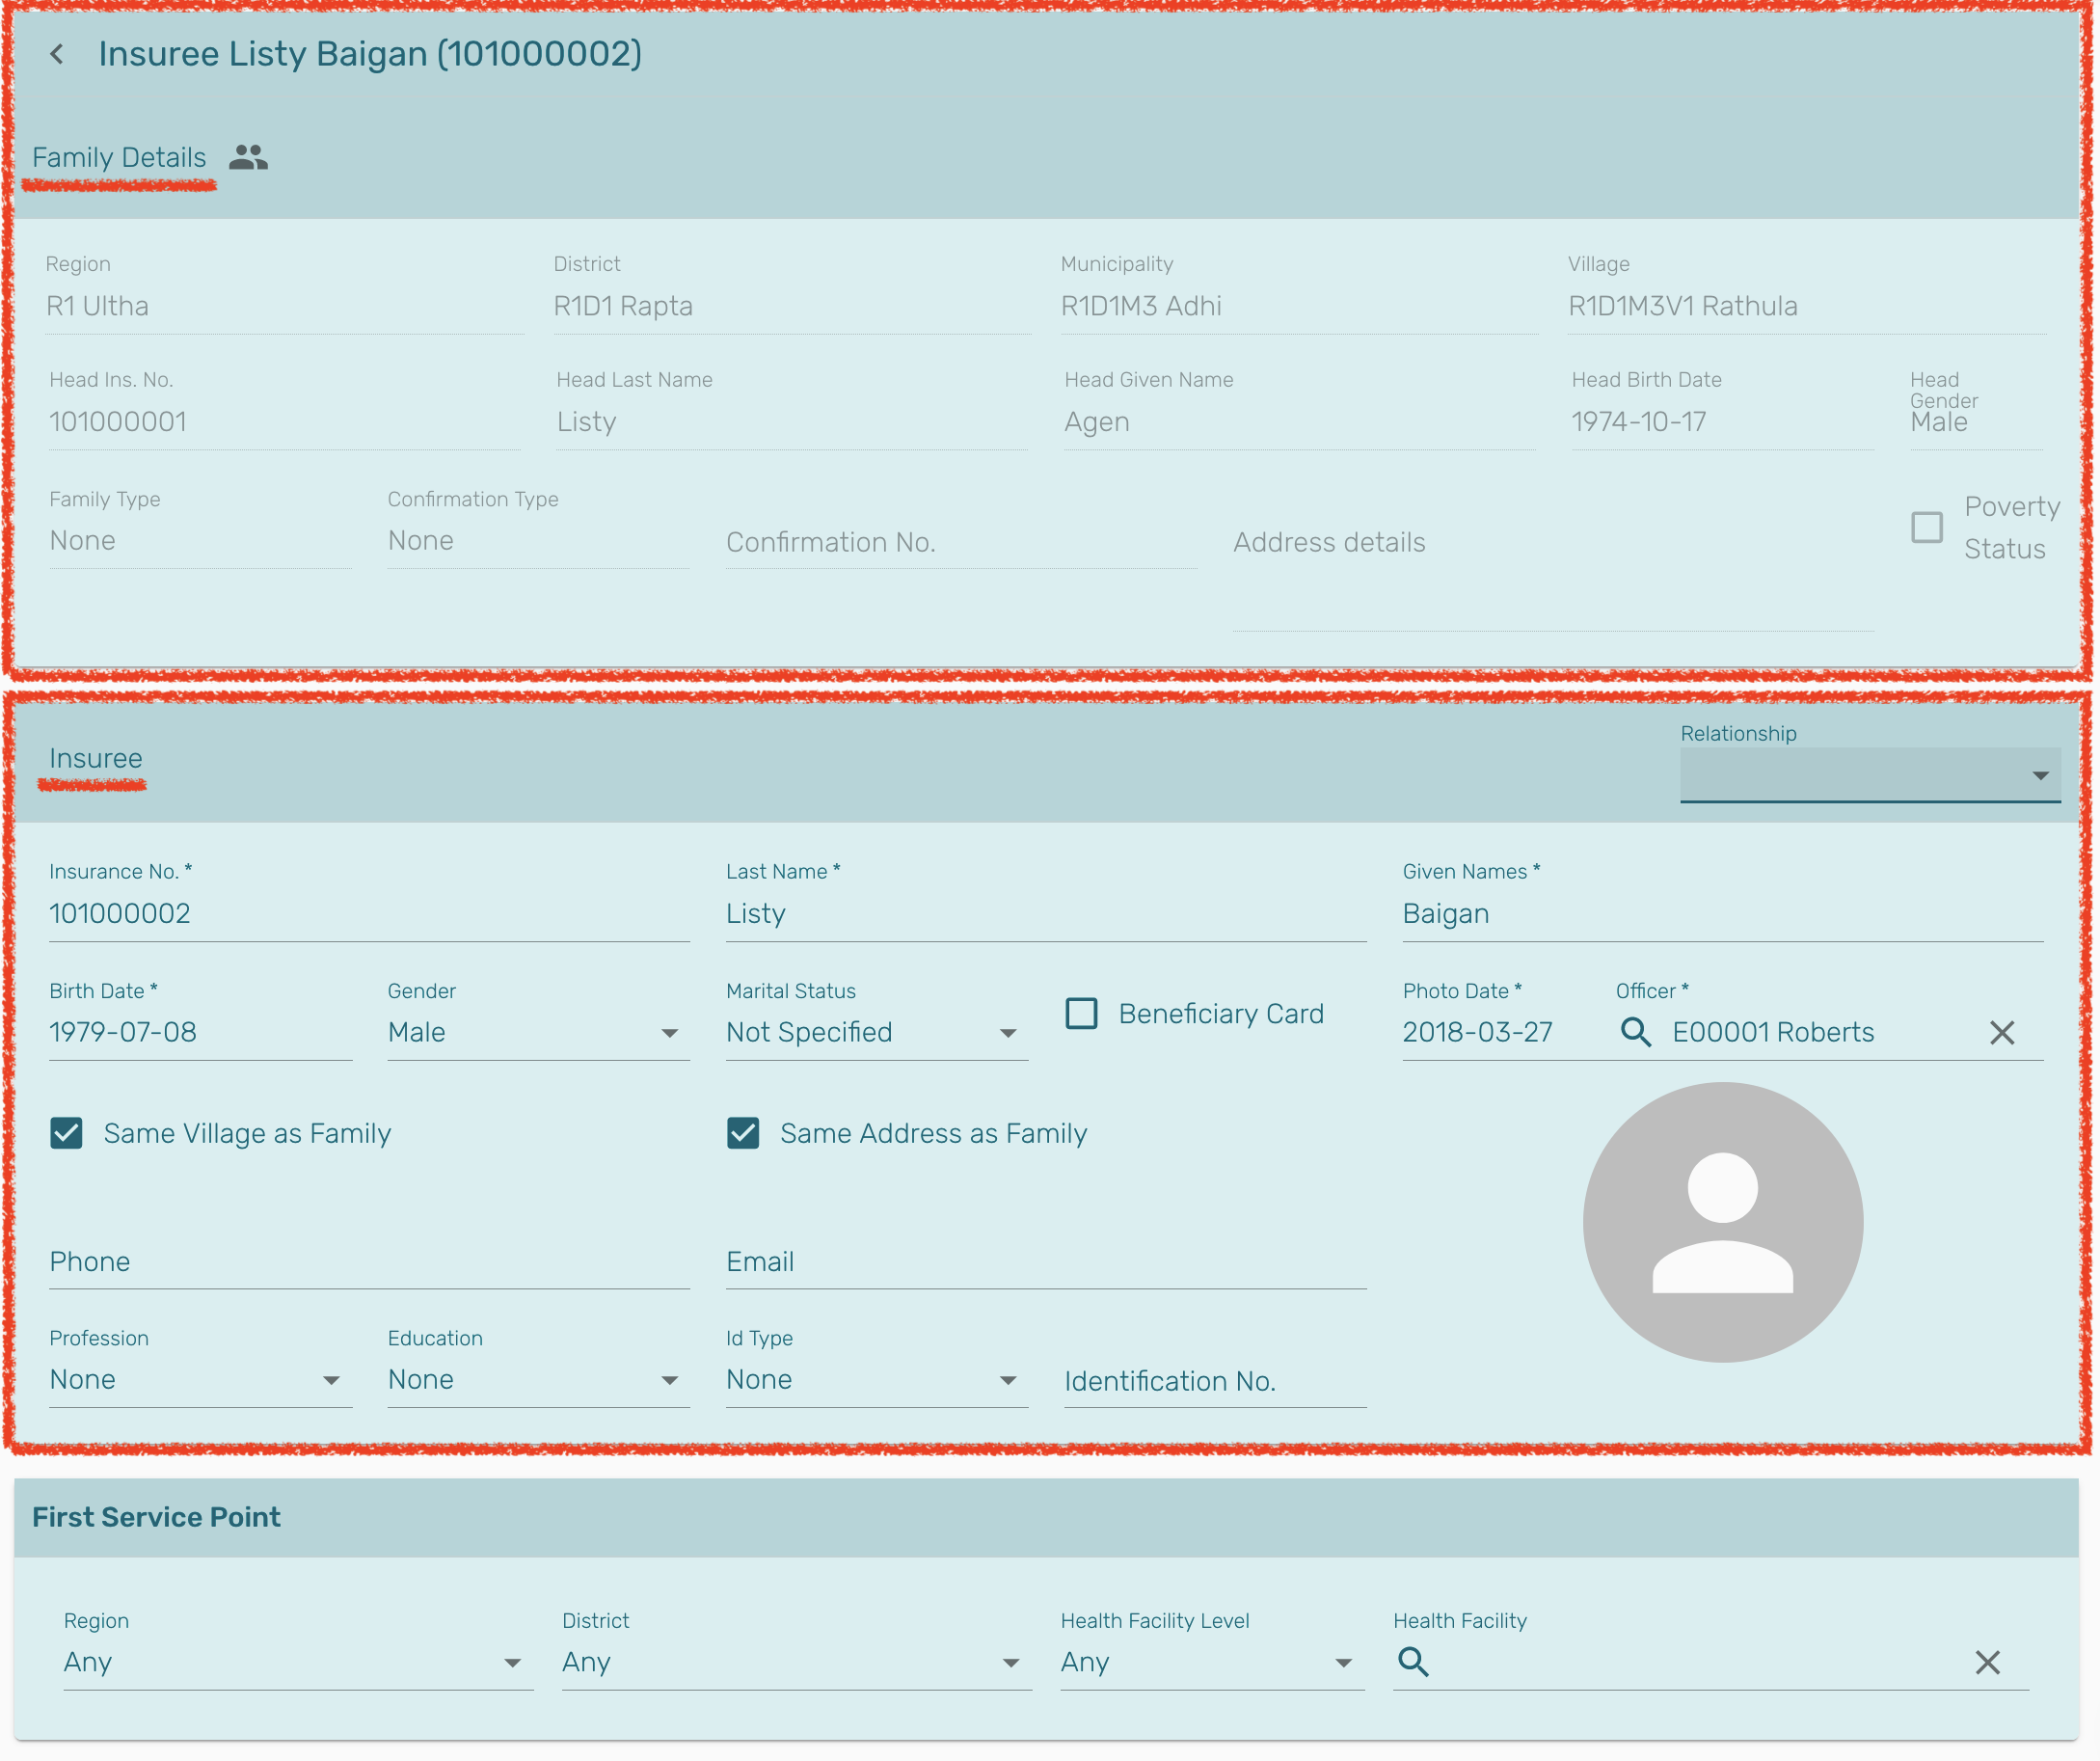 Insuree Listy Baigan (101000002)
Family Details
Region
District
Municipality
Village
R1 Ultha
R1D1 Rapta
R1D1M3 Adhi
R1D1M3V1 Rathula
Head Ins. No.
Head Last Name
Head Given Name
Head Birth Date
Head
Gender
101000001
Listy
Agen
1974-10-17
Male
Family Type
Confirmation Type
None
None
Confirmation No.
Address details
Poverty
Status
Insuree
Relationship
Insurance No. *
Last Name *
Given Names *
101000002
Listy
Baigan
Birth Date *
Gender
Marital Status
Beneficiary Card
Photo Date *
Officer *
1979-07-08
Male
Not Specified
2018-03-27
E00001 Roberts
Same Village as Family
Same Address as Family
Phone
Email
Profession
Education
Id Type
None
None
None
Identification No.
First Service Point
Region
District
Health Facility Level
Health Facility
Any
Any
Any